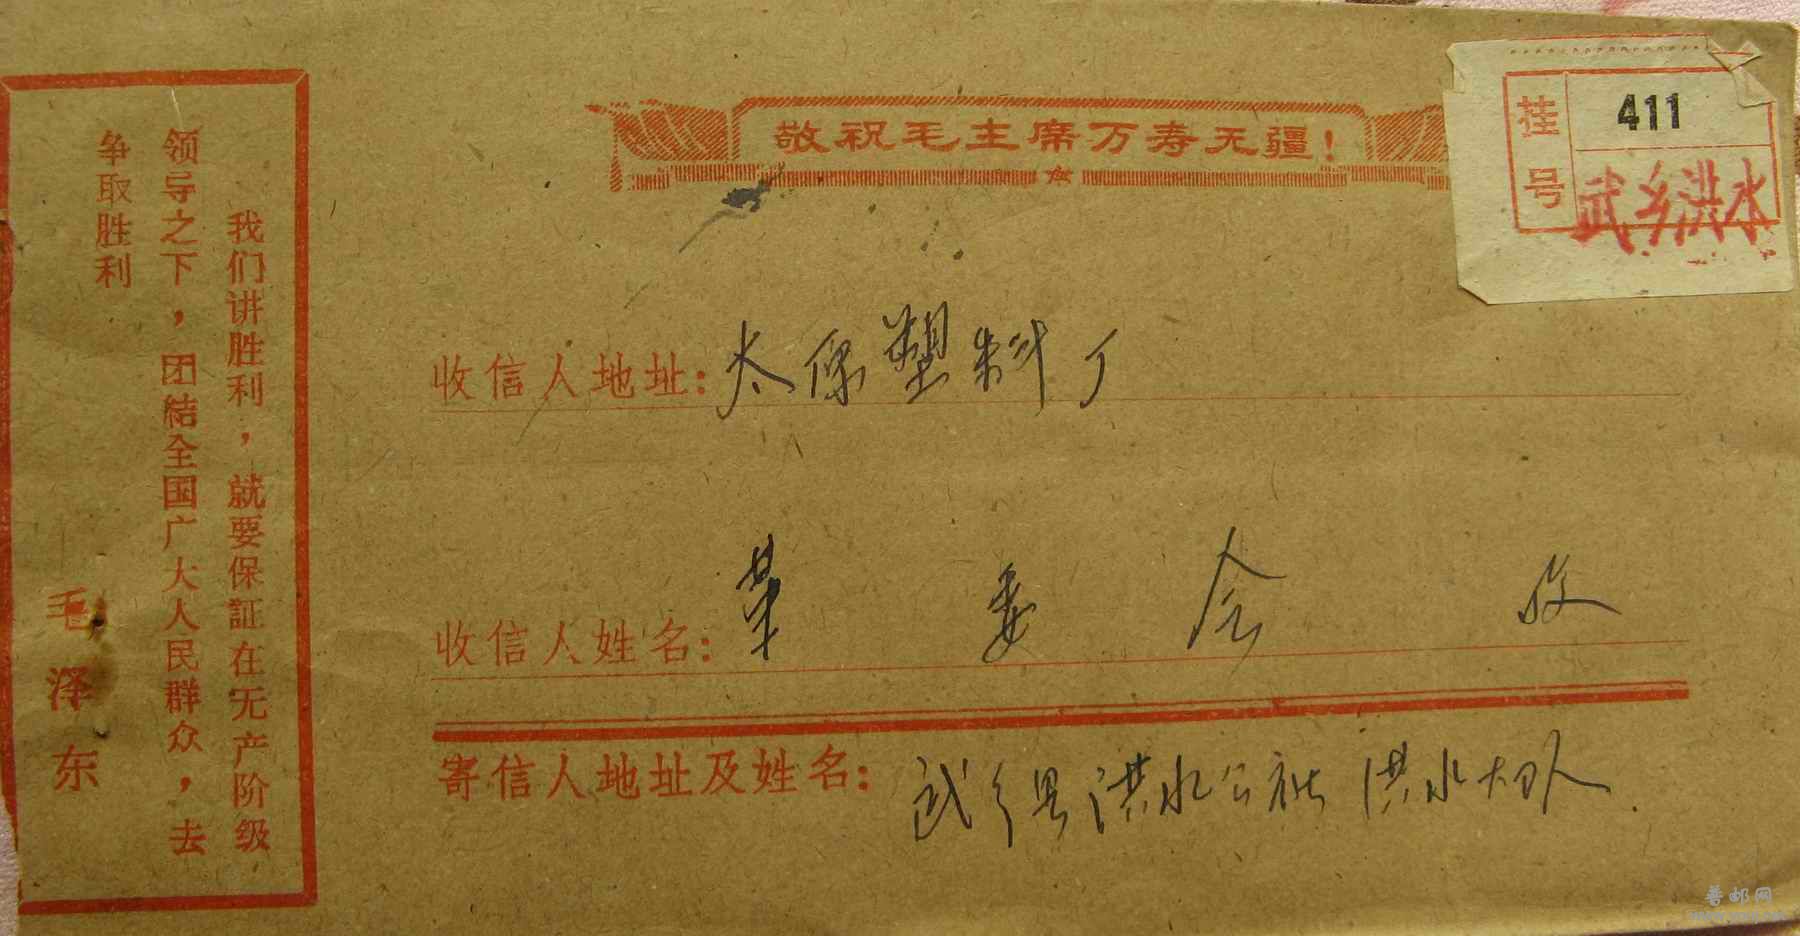 敬祝毛主席万寿无疆！
挂号
411
武乡洪水
我们讲胜利，就要保証在无产阶级
领导之下，团结全国广大人民群众，去
争取胜利
毛泽东
收信人地址：太原塑料厂
收信人姓名：革委会 收
寄信人地址及姓名：武乡县洪水公社 洪水大队
普邮网